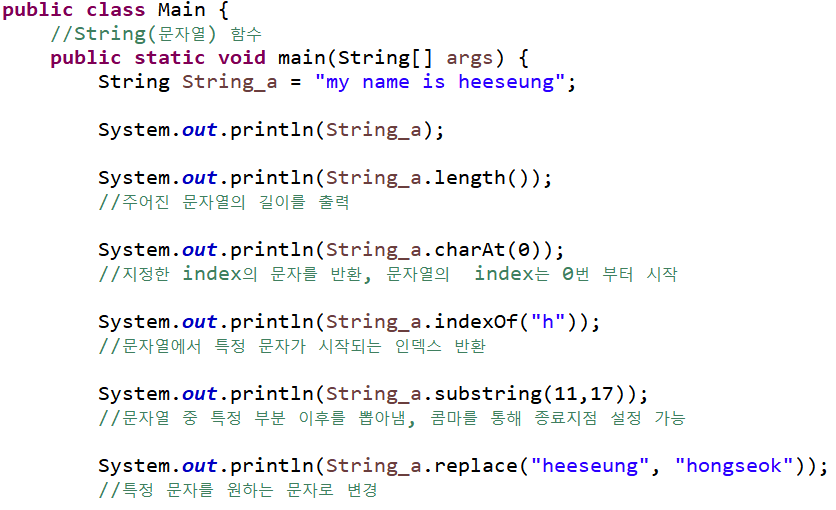 public class Main {
//String(문자열) 함수
public static void main(String[] args) {
String String_a = "my name is heeseung";
System.out.println(String_a);
System.out.println(String_a.length());
//주어진 문자열의 길이를 출력
System.out.println(String_a.charAt(0));
//지정한 index의 문자를 반환, 문자열의  index는 0번 부터 시작
System.out.println(String_a.indexOf("h"));
//문자열에서 특정 문자가 시작되는 인덱스 반환
System.out.println(String_a.substring(11,17));
//문자열 중 특정 부분 이후를 뽑아냄, 콤마를 통해 종료지점 설정 가능
System.out.println(String_a.replace("heeseung", "hongseok"));
//특정 문자를 원하는 문자로 변경